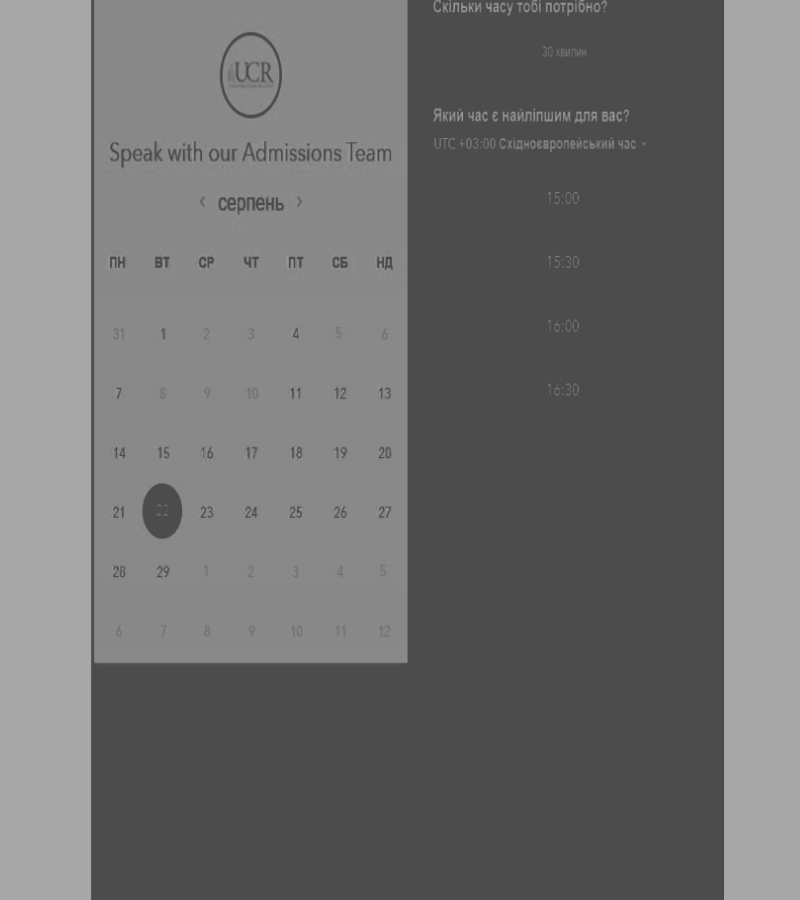 UCR
Speak with our Admissions Team
‹ серпень ›
ПН ВТ СР ЧТ ПТ СБ НД
31 1 2 3 4 5 6
7 8 9 10 11 12 13
14 15 16 17 18 19 20
21 22 23 24 25 26 27
28 29 1 2 3 4 5
6 7 8 9 10 11 12
Скільки часу тобі потрібно?
30 хвилин
Який час є найліпшим для вас?
UTC +03:00 Східноєвропейський час
15:00
15:30
16:00
16:30